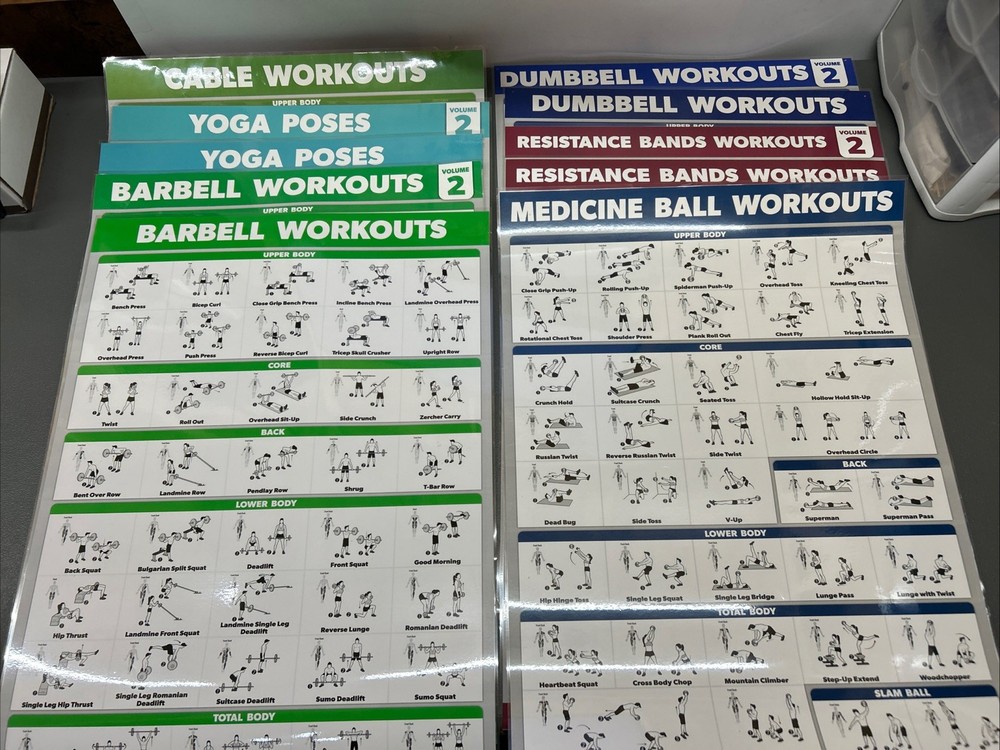 CABLE WORKOUTS
UPPER BODY
YOGA POSES
VOLUME
2
YOGA POSES
BARBELL WORKOUTS
VOLUME
2
UPPER BODY
BARBELL WORKOUTS
UPPER BODY
Bench Press
Bicep Curl
Close Grip Bench Press
Incline Bench Press
Landmine Overhead Press
Overhead Press
Push Press
Reverse Bicep Curl
Tricep Skull Crusher
Upright Row
CORE
Twist
Roll Out
Overhead Sit-Up
Side Crunch
Zercher Carry
BACK
Bent Over Row
Landmine Row
Pendlay Row
Shrug
T-Bar Row
LOWER BODY
Back Squat
Bulgarian Split Squat
Deadlift
Front Squat
Good Morning
Hip Thrust
Landmine Front Squat
Landmine Single Leg
Deadlift
Reverse Lunge
Romanian Deadlift
Single Leg Hip Thrust
Single Leg Romanian
Deadlift
Suitcase Deadlift
Sumo Deadlift
Sumo Squat
TOTAL BODY
DUMBBELL WORKOUTS
VOLUME
2
DUMBBELL WORKOUTS
UPPER BODY
RESISTANCE BANDS WORKOUTS
VOLUME
2
RESISTANCE BANDS WORKOUTS
MEDICINE BALL WORKOUTS
UPPER BODY
Close Grip Push-Up
Rolling Push-Up
Spiderman Push-Up
Overhead Toss
Kneeling Chest Toss
Rotational Chest Toss
Shoulder Press
Plank Roll Out
Chest Fly
Tricep Extension
CORE
Crunch Hold
Suitcase Crunch
Seated Toss
Hollow Hold Sit-Up
Russian Twist
Reverse Russian Twist
Side Twist
Overhead Circle
Dead Bug
Side Toss
V-Up
BACK
Superman
Superman Pass
LOWER BODY
Hip Hinge Toss
Single Leg Squat
Single Leg Bridge
Lunge Pass
Lunge with Twist
TOTAL BODY
Heartbeat Squat
Cross Body Chop
Mountain Climber
Step-Up Extend
Woodchopper
SLAM BALL